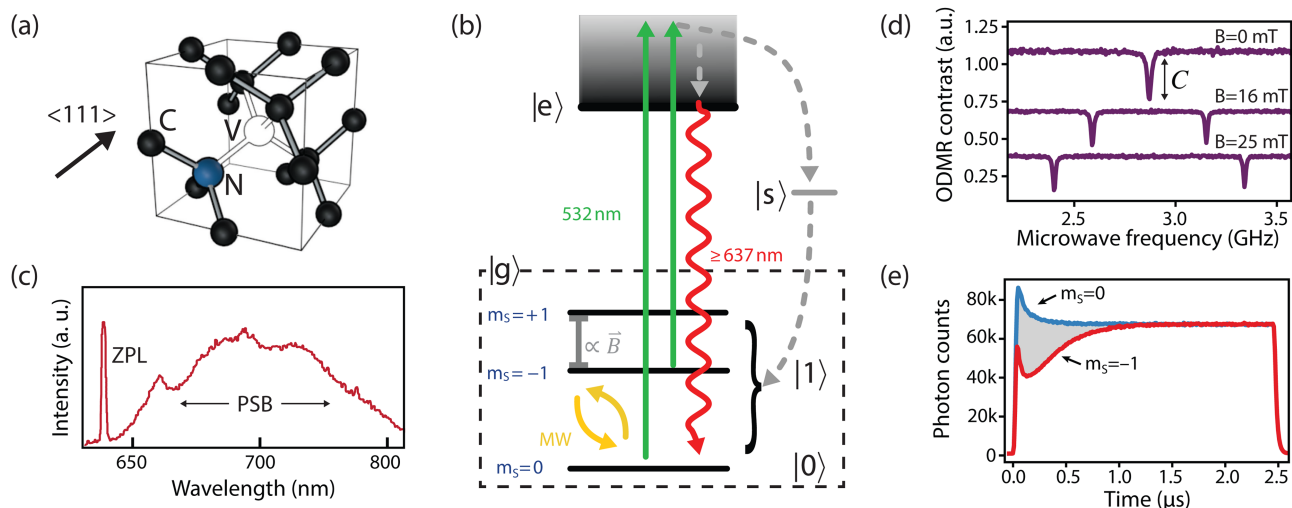 (a)
<111>
C
V
N
(b)
|e⟩
|s⟩
532 nm
≥637 nm
|g⟩
mS=+1
∝ B⃗
mS=−1
|1⟩
MW
mS=0
|0⟩
(c)
Intensity (a. u.)
ZPL
PSB
650
700
800
Wavelength (nm)
(d)
ODMR contrast (a.u.)
1.25
1.00
0.75
0.50
0.25
B=0 mT
C
B=16 mT
B=25 mT
2.5
3.0
3.5
Microwave frequency (GHz)
(e)
Photon counts
80k
60k
40k
20k
0
mS=0
mS=−1
0.0
0.5
1.0
1.5
2.0
2.5
Time (µs)